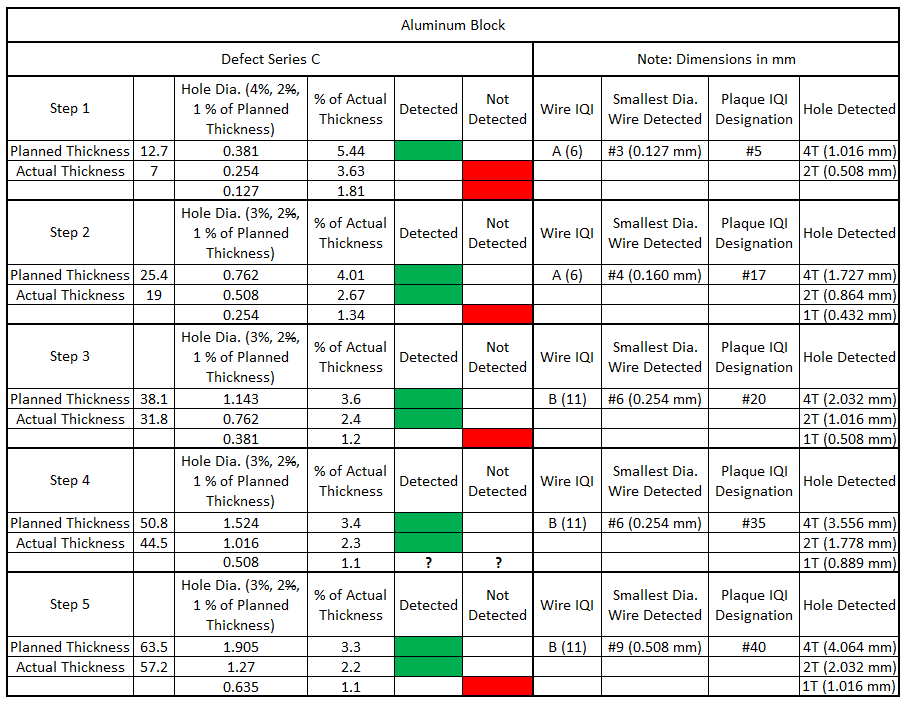 Aluminum Block
Defect Series C Note: Dimensions in mm
Step 1 Hole Dia. (4%, 2%, 1 % of Planned Thickness) % of Actual Thickness Detected Not Detected Wire IQI Smallest Dia. Wire Detected Plaque IQI Designation Hole Detected
Planned Thickness 12.7 0.381 5.44 A (6) #3 (0.127 mm) #5 4T (1.016 mm)
Actual Thickness 7 0.254 3.63 2T (0.508 mm)
0.127 1.81
Step 2 Hole Dia. (3%, 2%, 1 % of Planned Thickness) % of Actual Thickness Detected Not Detected Wire IQI Smallest Dia. Wire Detected Plaque IQI Designation Hole Detected
Planned Thickness 25.4 0.762 4.01 A (6) #4 (0.160 mm) #17 4T (1.727 mm)
Actual Thickness 19 0.508 2.67 2T (0.864 mm)
0.254 1.34 1T (0.432 mm)
Step 3 Hole Dia. (3%, 2%, 1 % of Planned Thickness) % of Actual Thickness Detected Not Detected Wire IQI Smallest Dia. Wire Detected Plaque IQI Designation Hole Detected
Planned Thickness 38.1 1.143 3.6 B (11) #6 (0.254 mm) #20 4T (2.032 mm)
Actual Thickness 31.8 0.762 2.4 2T (1.016 mm)
0.381 1.2 1T (0.508 mm)
Step 4 Hole Dia. (3%, 2%, 1 % of Planned Thickness) % of Actual Thickness Detected Not Detected Wire IQI Smallest Dia. Wire Detected Plaque IQI Designation Hole Detected
Planned Thickness 50.8 1.524 3.4 B (11) #6 (0.254 mm) #35 4T (3.556 mm)
Actual Thickness 44.5 1.016 2.3 2T (1.778 mm)
0.508 1.1 ? ? 1T (0.889 mm)
Step 5 Hole Dia. (3%, 2%, 1 % of Planned Thickness) % of Actual Thickness Detected Not Detected Wire IQI Smallest Dia. Wire Detected Plaque IQI Designation Hole Detected
Planned Thickness 63.5 1.905 3.3 B (11) #9 (0.508 mm) #40 4T (4.064 mm)
Actual Thickness 57.2 1.27 2.2 2T (2.032 mm)
0.635 1.1 1T (1.016 mm)